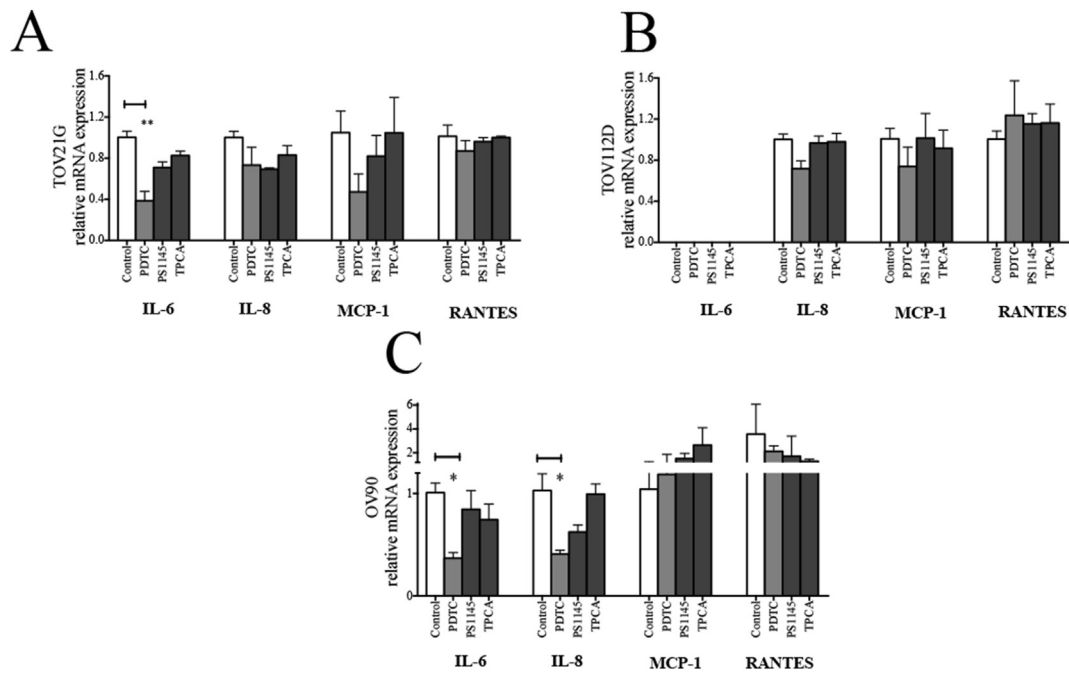 A
TOV21G
relative mRNA expression
1.6
1.2
0.8
0.4
0.0
**
Control
PDTC
PS1145
TPCA
Control
PDTC
PS1145
TPCA
Control
PDTC
PS1145
TPCA
Control
PDTC
PS1145
TPCA
IL-6 IL-8 MCP-1 RANTES
B
TOV112D
relative mRNA expression
1.6
1.2
0.8
0.4
0.0
Control
PDTC
PS1145
TPCA
Control
PDTC
PS1145
TPCA
Control
PDTC
PS1145
TPCA
Control
PDTC
PS1145
TPCA
IL-6 IL-8 MCP-1 RANTES
C
OV90
relative mRNA expression
6
4
2
1
0
* *
Control
PDTC
PS1145
TPCA
Control
PDTC
PS1145
TPCA
Control
PDTC
PS1145
TPCA
Control
PDTC
PS1145
TPCA
IL-6 IL-8 MCP-1 RANTES